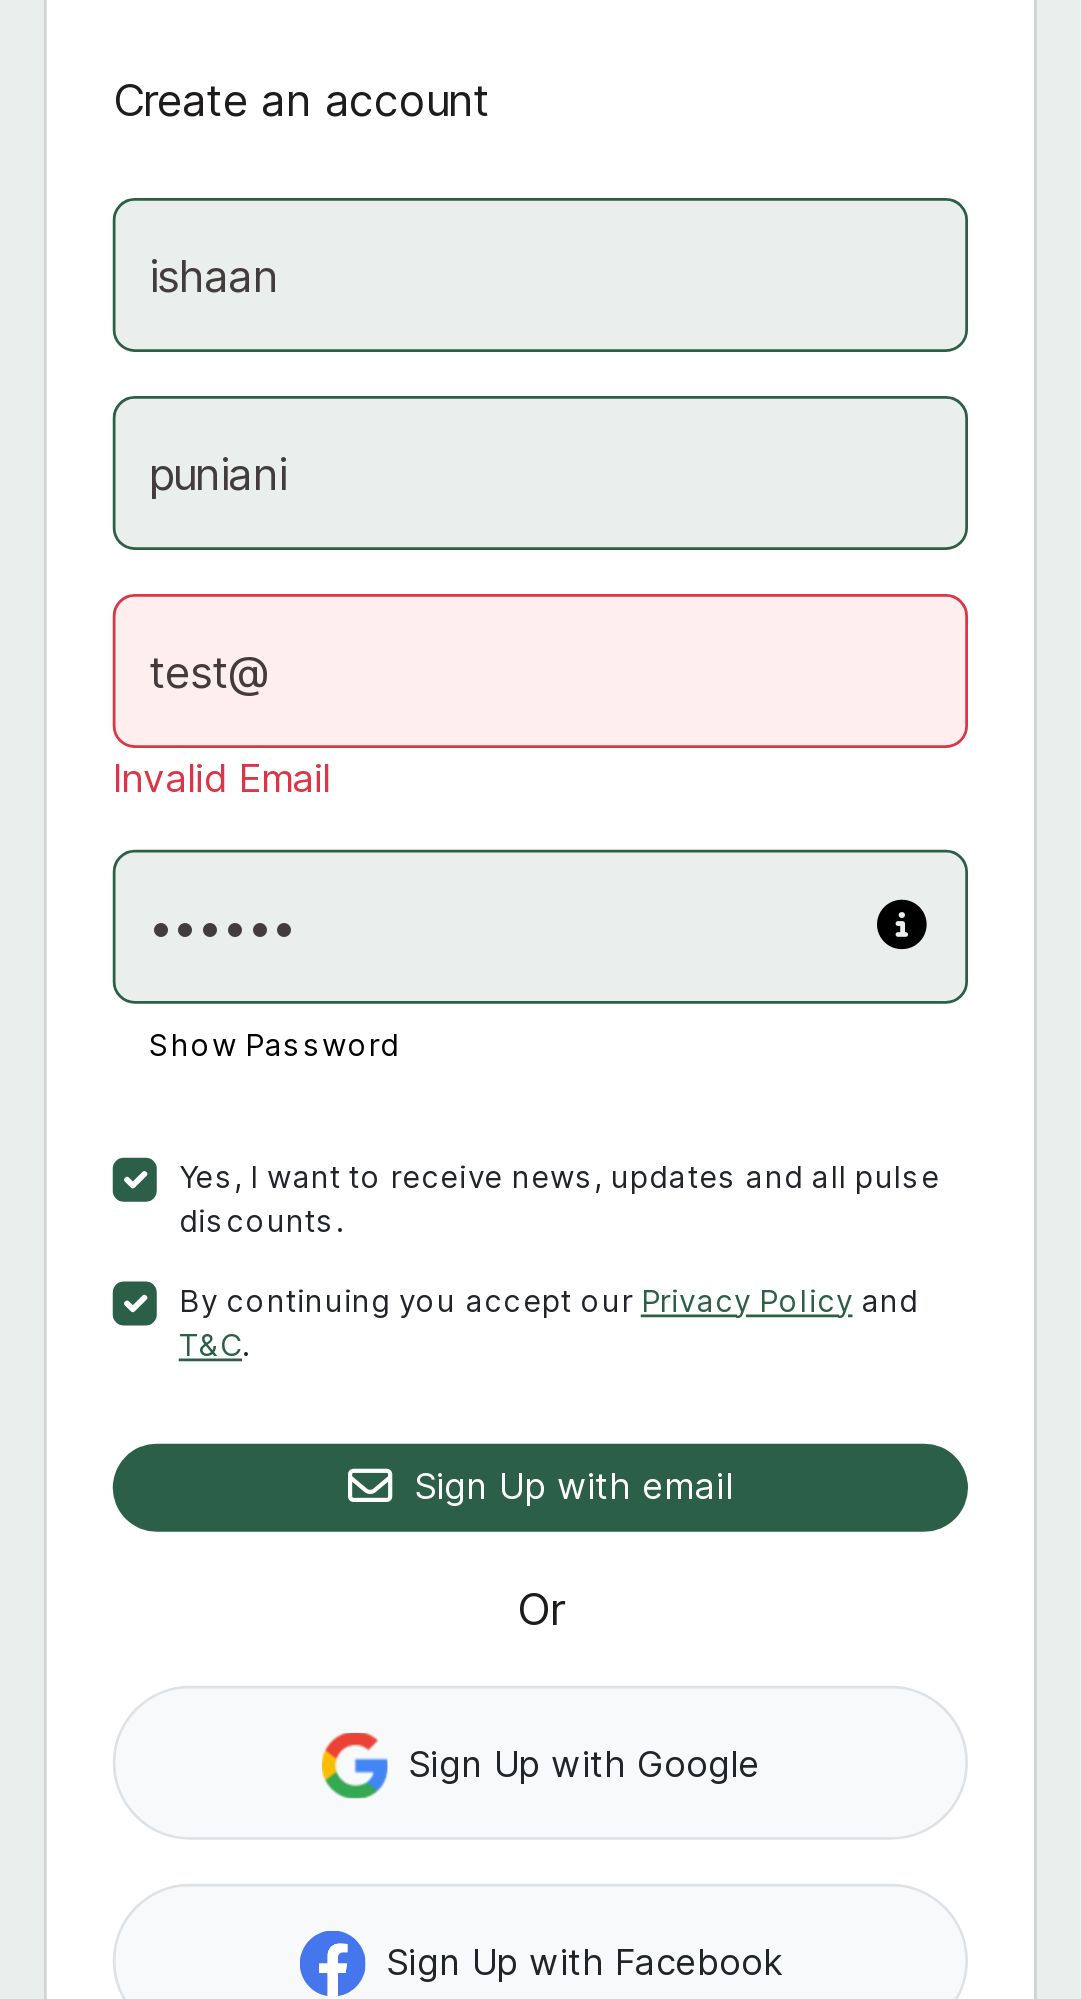 Create an account
ishaan
puniani
test@
Invalid Email
••••••
Show Password
Yes, I want to receive news, updates and all pulse
discounts.
By continuing you accept our Privacy Policy and
T&C.
Sign Up with email
Or
Sign Up with Google
Sign Up with Facebook